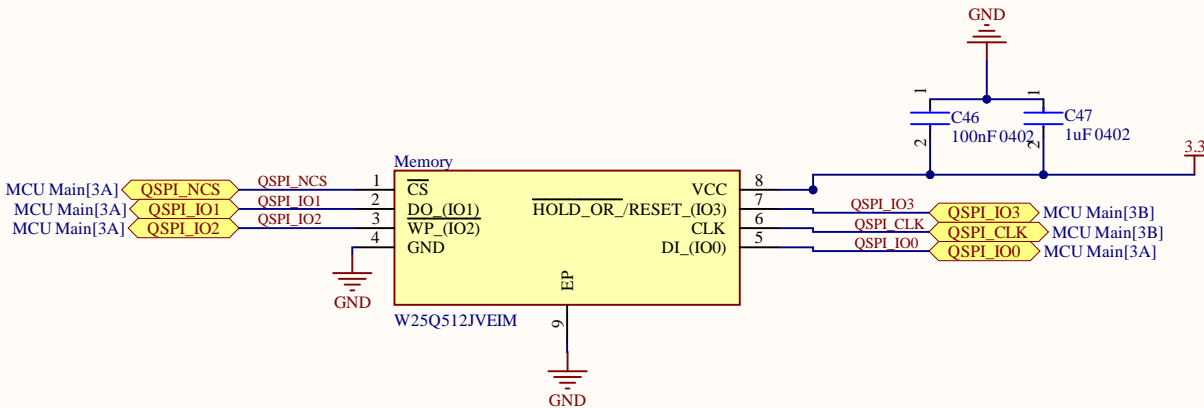 GND
1
C46
100nF 0402
2
1
C47
1uF 0402
2
3.3
Memory
MCU Main[3A] QSPI_NCS QSPI_NCS 1 CS VCC 8
MCU Main[3A] QSPI_IO1 QSPI_IO1 2 DO_(IO1) HOLD_OR_/RESET_(IO3) 7 QSPI_IO3 QSPI_IO3 MCU Main[3B]
MCU Main[3A] QSPI_IO2 QSPI_IO2 3 WP_(IO2) CLK 6 QSPI_CLK QSPI_CLK MCU Main[3B]
4 GND DI_(IO0) 5 QSPI_IO0 QSPI_IO0 MCU Main[3A]
GND
EP
W25Q512JVEIM
9
GND